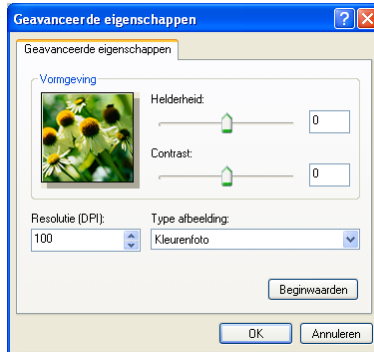 Geavanceerde eigenschappen
Geavanceerde eigenschappen
Vormgeving
Helderheid:
0
Contrast:
0
Resolutie (DPI):
Type afbeelding:
100
Kleurenfoto
Beginwaarden
OK
Annuleren